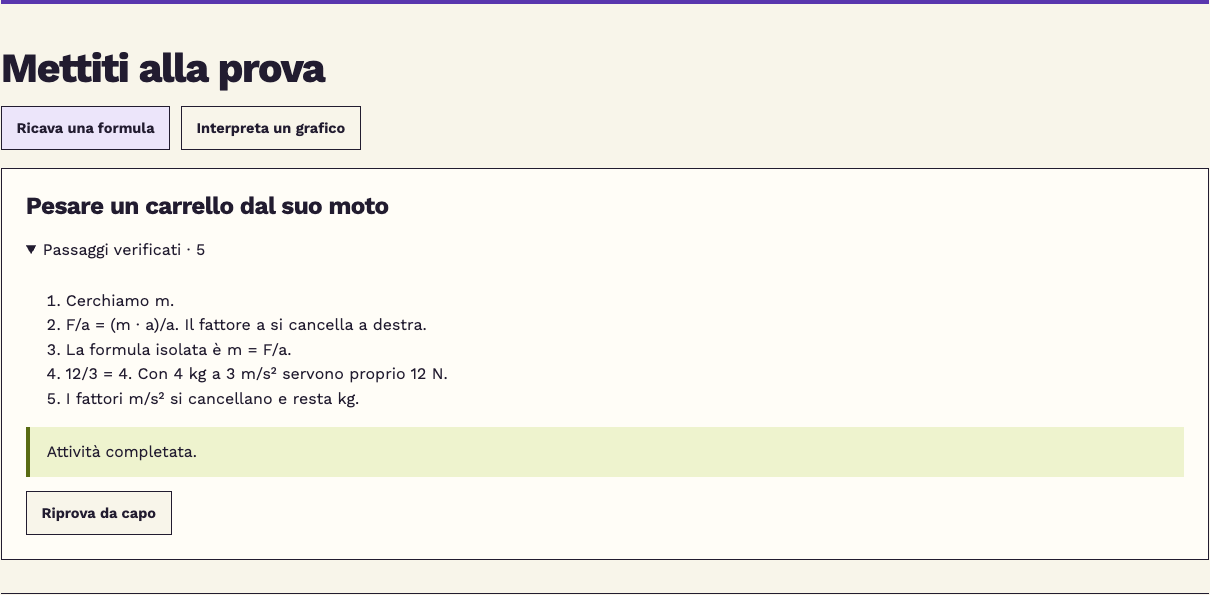 Mettiti alla prova
Ricava una formula
Interpreta un grafico
Pesare un carrello dal suo moto
▼ Passaggi verificati · 5
1. Cerchiamo m.
2. F/a = (m · a)/a. Il fattore a si cancella a destra.
3. La formula isolata è m = F/a.
4. 12/3 = 4. Con 4 kg a 3 m/s² servono proprio 12 N.
5. I fattori m/s² si cancellano e resta kg.
Attività completata.
Riprova da capo